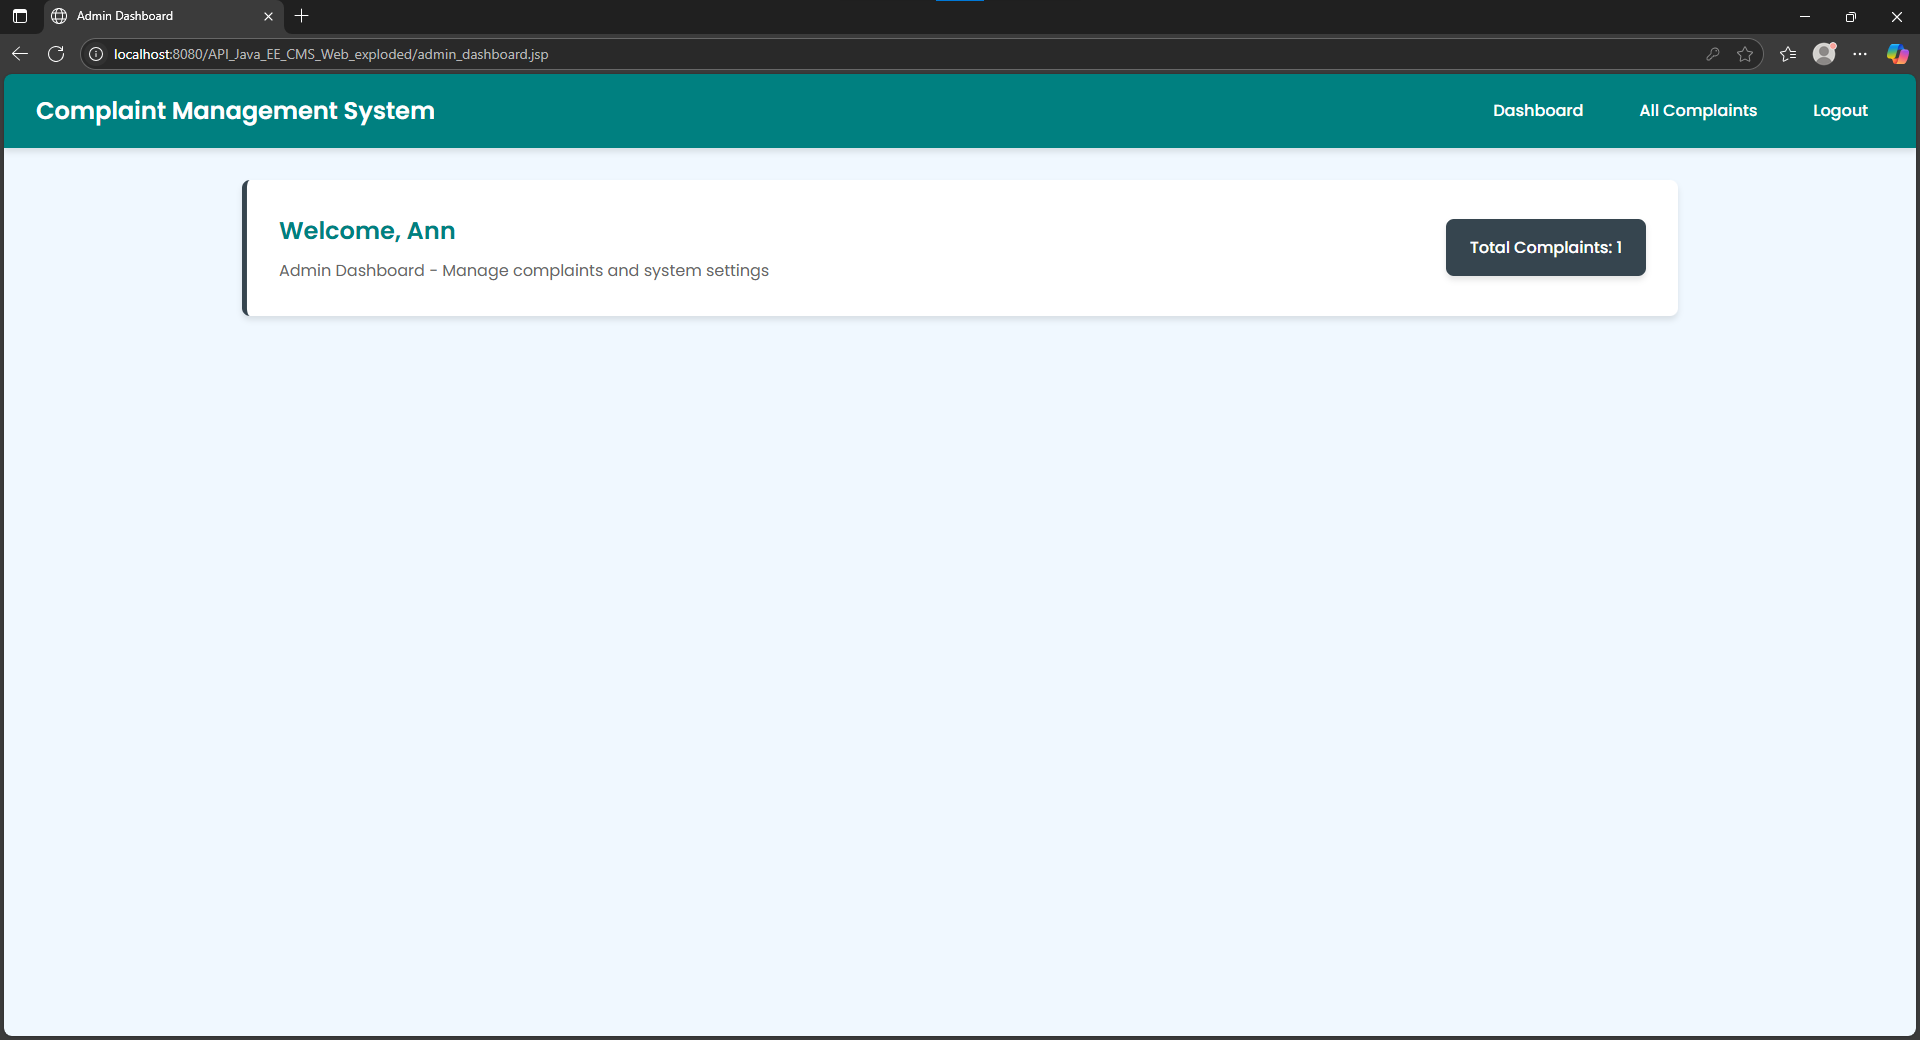 Admin Dashboard
localhost:8080/API_Java_EE_CMS_Web_exploded/admin_dashboard.jsp
Complaint Management System
Dashboard
All Complaints
Logout
Welcome, Ann
Admin Dashboard - Manage complaints and system settings
Total Complaints: 1